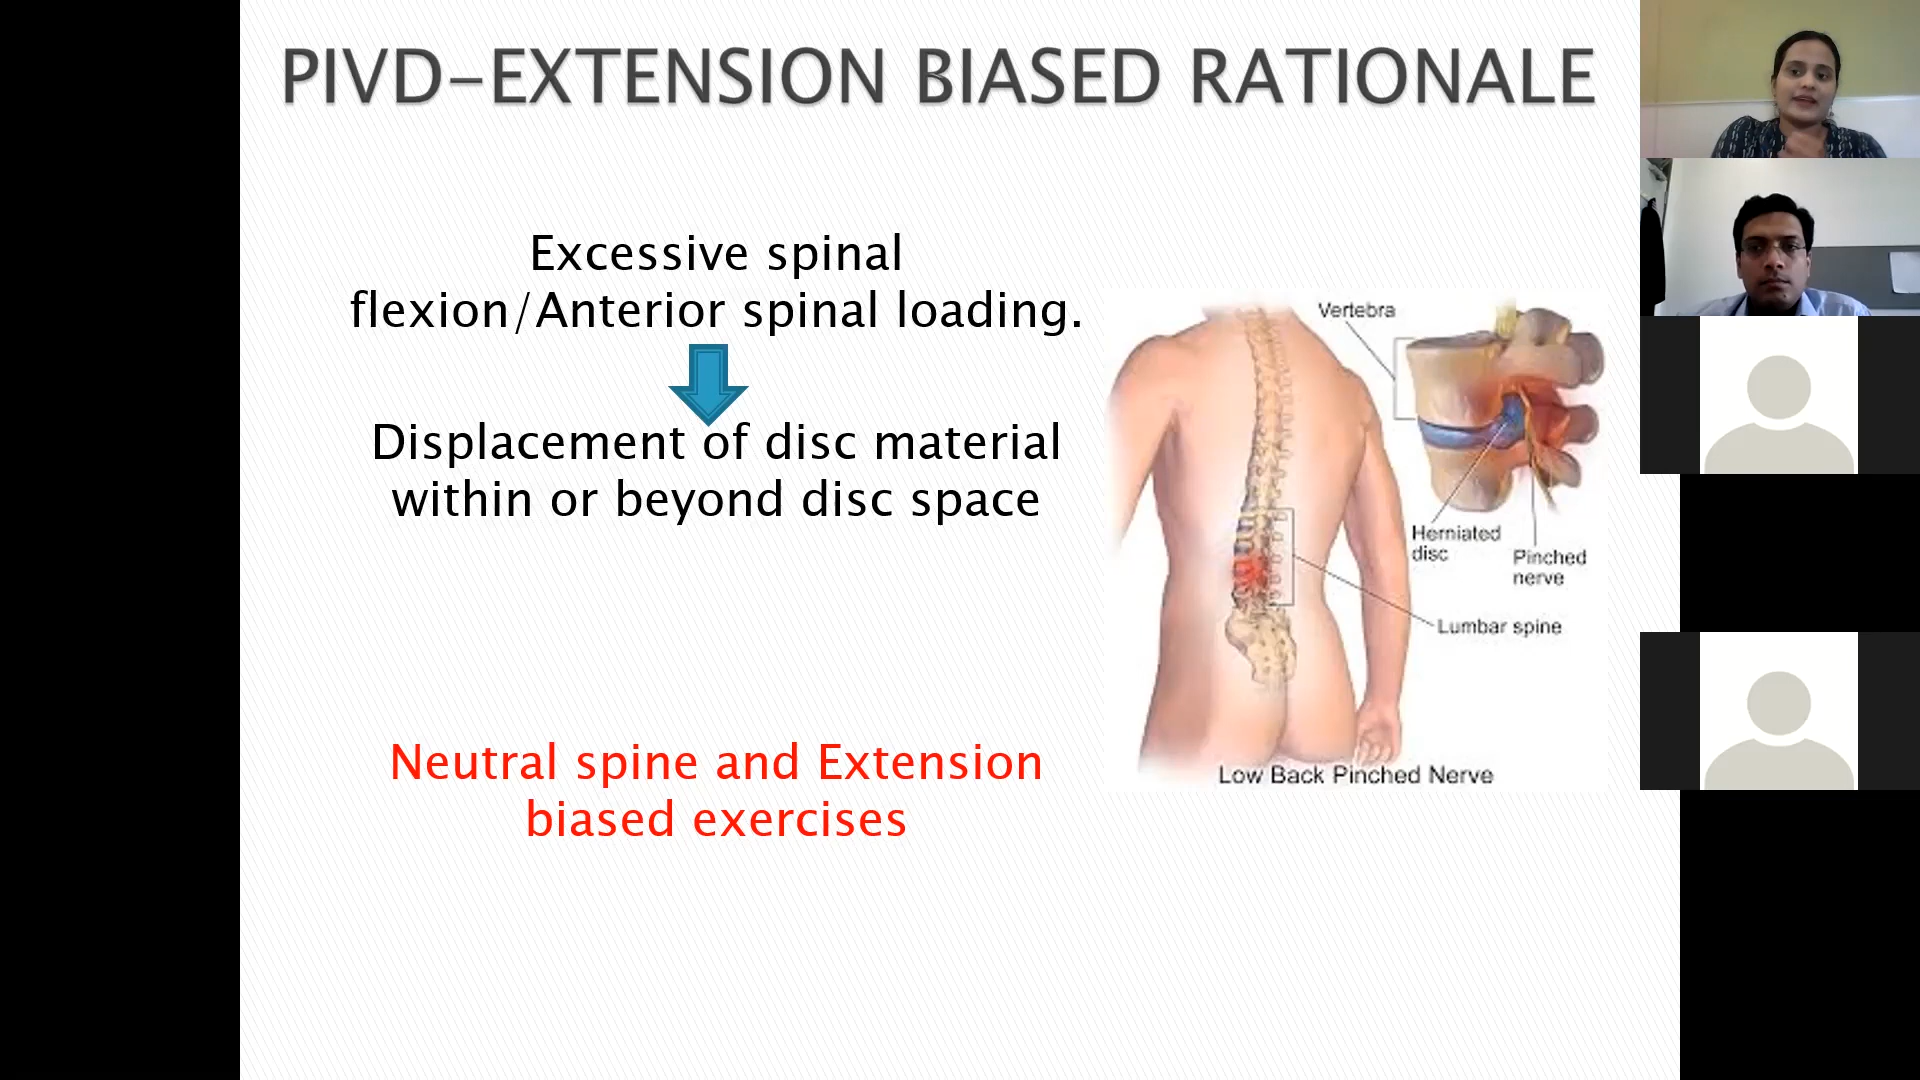 PIVD-EXTENSION BIASED RATIONALE
Excessive spinal
flexion/Anterior spinal loading.
Displacement of disc material
within or beyond disc space
Neutral spine and Extension
biased exercises
Vertebra
Herniated
disc
Pinched
nerve
Lumbar spine
Low Back Pinched Nerve